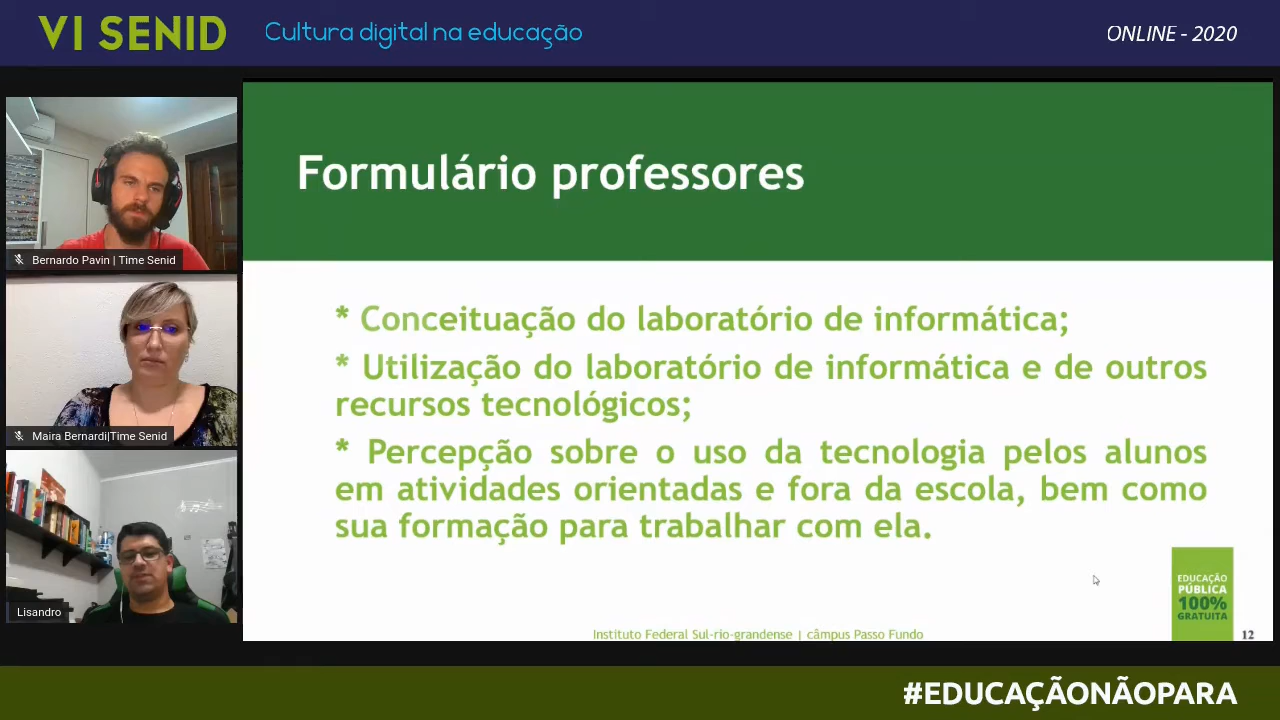 VI SENID
Cultura digital na educação
ONLINE - 2020
Bernardo Pavin | Time Senid
Maira Bernardi|Time Senid
Lisandro
Formulário professores
* Conceituação do laboratório de informática;
* Utilização do laboratório de informática e de outros
recursos tecnológicos;
* Percepção sobre o uso da tecnologia pelos alunos
em atividades orientadas e fora da escola, bem como
sua formação para trabalhar com ela.
EDUCAÇÃO
PÚBLICA
100%
GRATUITA
Instituto Federal Sul-rio-grandense | câmpus Passo Fundo
12
#EDUCAÇÃONÃOPARA